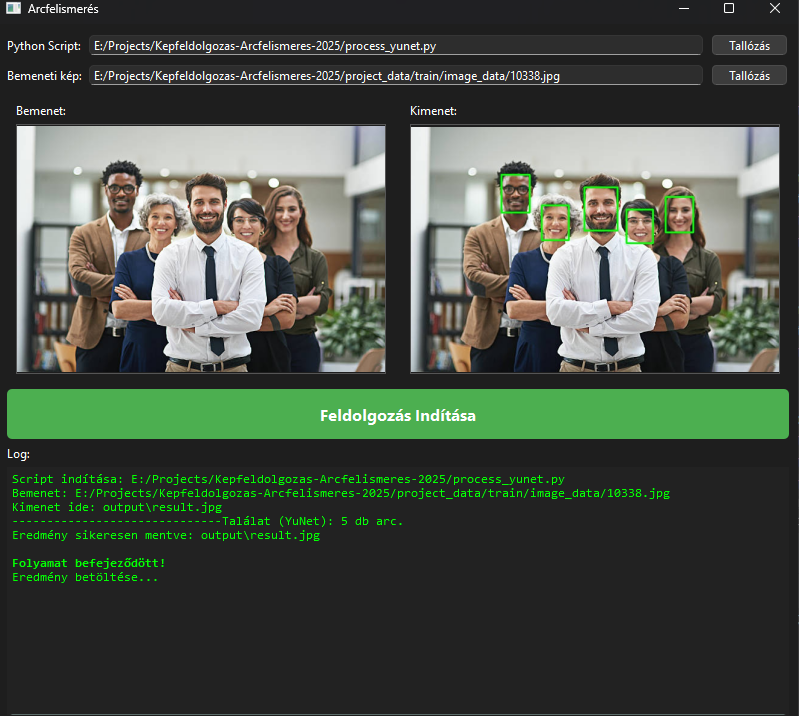 Arcfelismerés
Python Script: E:/Projects/Kepfeldolgozas-Arcfelismeres-2025/process_yunet.py Tallózás
Bemeneti kép: E:/Projects/Kepfeldolgozas-Arcfelismeres-2025/project_data/train/image_data/10338.jpg Tallózás
Bemenet: Kimenet:
Feldolgozás Indítása
Log:
Script indítása: E:/Projects/Kepfeldolgozas-Arcfelismeres-2025/process_yunet.py
Bemenet: E:/Projects/Kepfeldolgozas-Arcfelismeres-2025/project_data/train/image_data/10338.jpg
Kimenet ide: output\result.jpg
------------------------------Találat (YuNet): 5 db arc.
Eredmény sikeresen mentve: output\result.jpg
Folyamat befejeződött!
Eredmény betöltése...